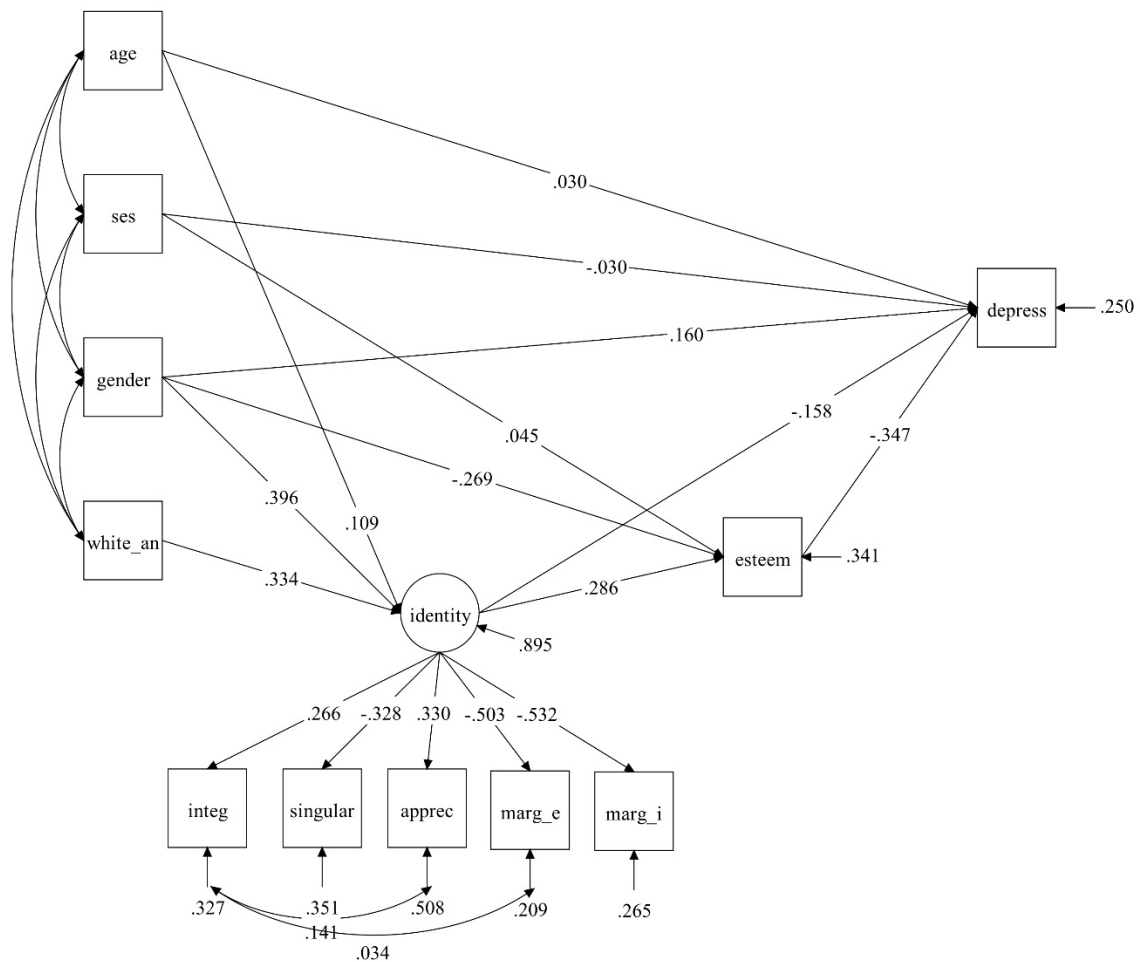 age
.030
ses
-.030
depress
.250
.160
gender
-.158
.045
-.347
-.269
.396
.109
white_an
esteem
.341
.334
.286
identity
.895
.266
-.328
.330
-.503
-.532
integ
singular
apprec
marg_e
marg_i
.327
.351
.508
.209
.265
.141
.034